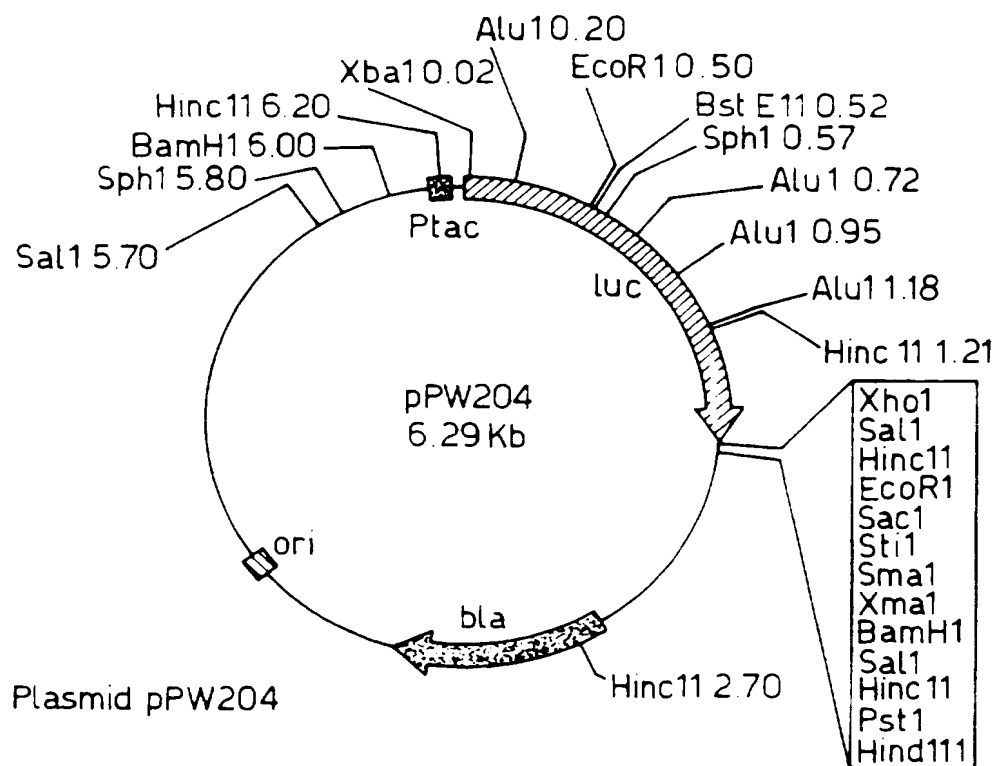 Alu1 0.20
EcoR1 0.50
Xba1 0.02
Bst E11 0.52
Hinc11 6.20
Sph1 0.57
BamH1 6.00
Sph1 5.80
Alu1 0.72
Ptac
Alu1 0.95
Sal1 5.70
luc
Alu1 1.18
Hinc 11 1.21
pPW204
6.29 Kb
Xho1
Sal1
Hinc11
EcoR1
Sac1
Sti1
Sma1
Xma1
BamH1
Sal1
Hinc11
Pst1
Hind111
ori
bla
Hinc11 2.70
Plasmid pPW204